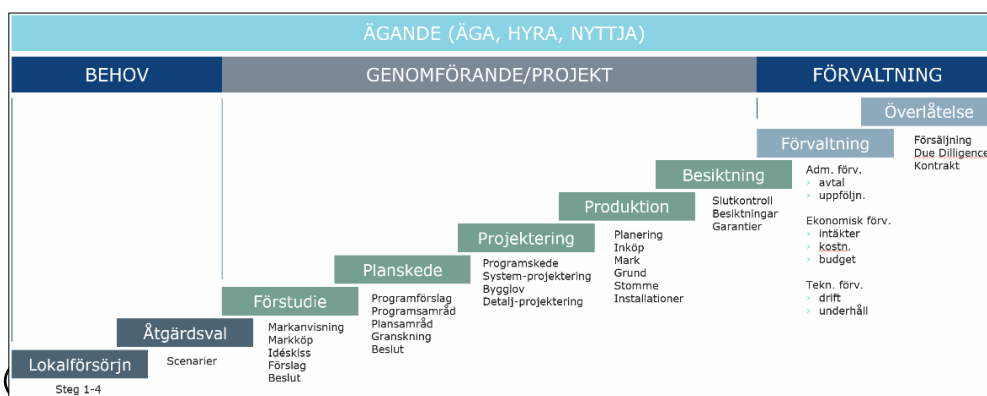 ÄGANDE (ÄGA, HYRA, NYTTJA)
BEHOV
GENOMFÖRANDE/PROJEKT
FÖRVALTNING
Överlåtelse
Försäljning
Due Dilligence
Kontrakt
Förvaltning
Adm. förv.
› avtal
› uppföljn.
Ekonomisk förv.
› intäkter
› kostn.
› budget
Tekn. förv.
› drift
› underhåll
Besiktning
Slutkontroll
Besiktningar
Garantier
Produktion
Planering
Inköp
Mark
Grund
Stomme
Installationer
Projektering
Programskede
System-projektering
Bygglov
Detalj-projektering
Planskede
Programförslag
Programsamråd
Plansamråd
Granskning
Beslut
Förstudie
Markanvisning
Markköp
Idéskiss
Förslag
Beslut
Åtgärdsval
Scenarier
Lokalförsörjn
Steg 1-4